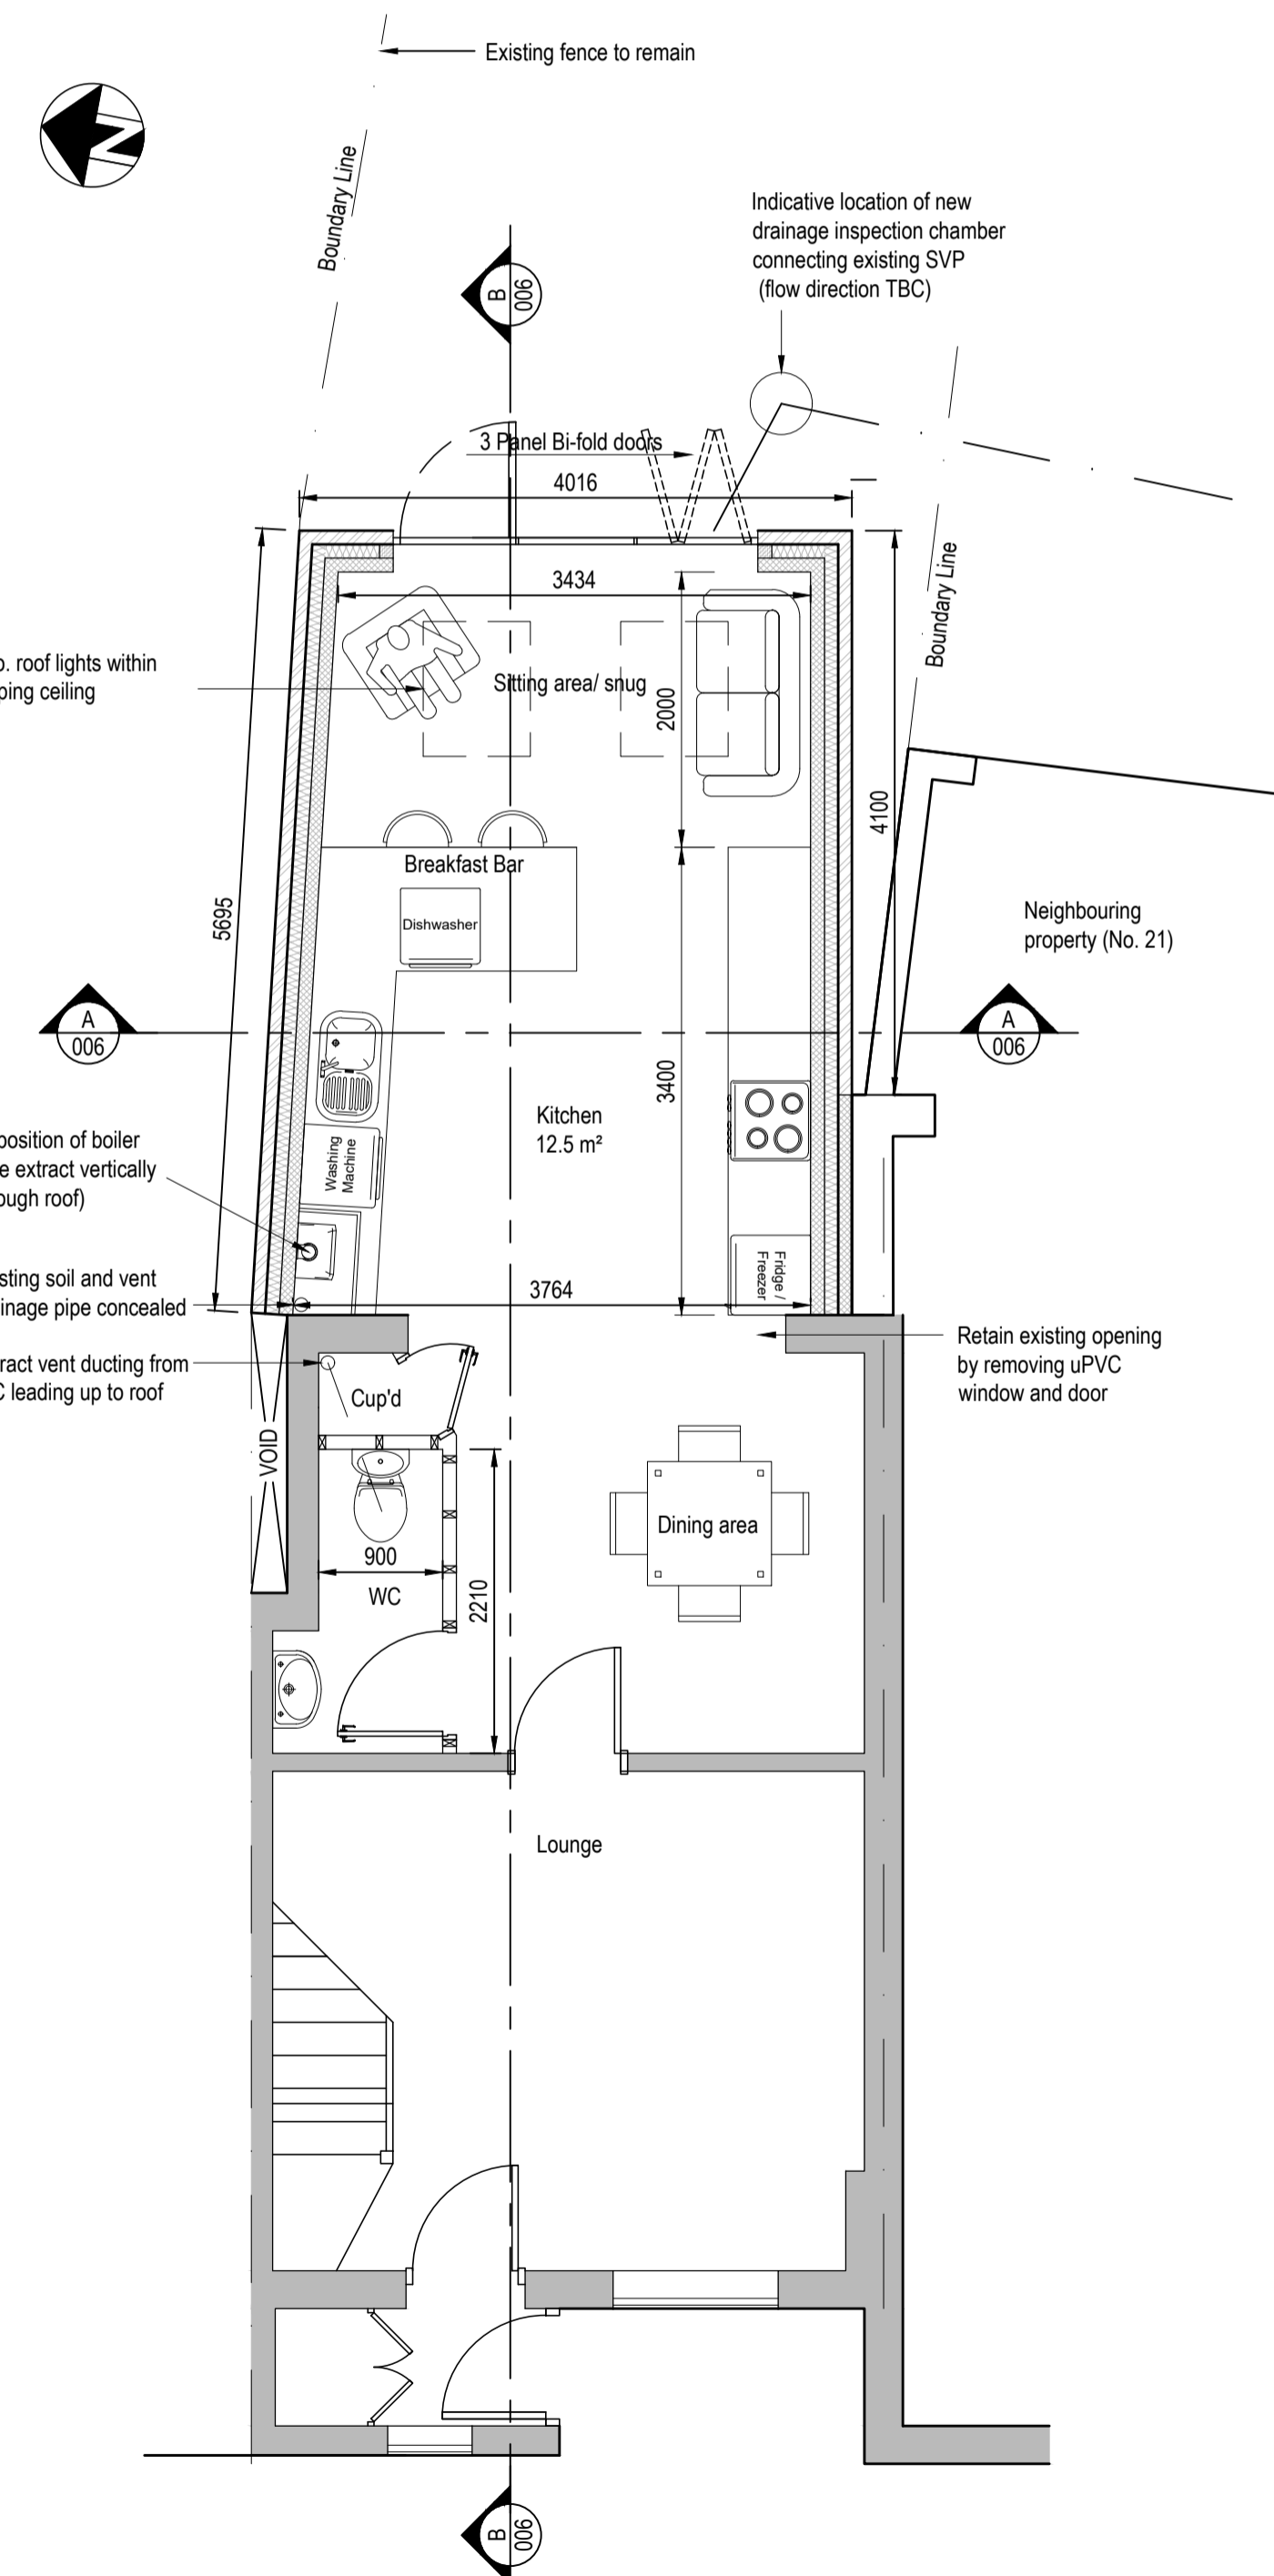 Existing fence to remain
N
Boundary Line
Indicative location of new
drainage inspection chamber
connecting existing SVP
(flow direction TBC)
B
006
3 Panel Bi-fold doors
4016
Boundary Line
3434
o. roof lights within
ping ceiling
Sitting area/ snug
2000
4100
Breakfast Bar
Dishwasher
5695
Neighbouring
property (No. 21)
A
006
A
006
3400
Kitchen
12.5 m²
Washing
Machine
position of boiler
e extract vertically
ough roof)
Fridge /
Freezer
sting soil and vent
inage pipe concealed
3764
Retain existing opening
by removing uPVC
window and door
ract vent ducting from
C leading up to roof
Cup'd
VOID
Dining area
900
WC
2210
Lounge
B
006